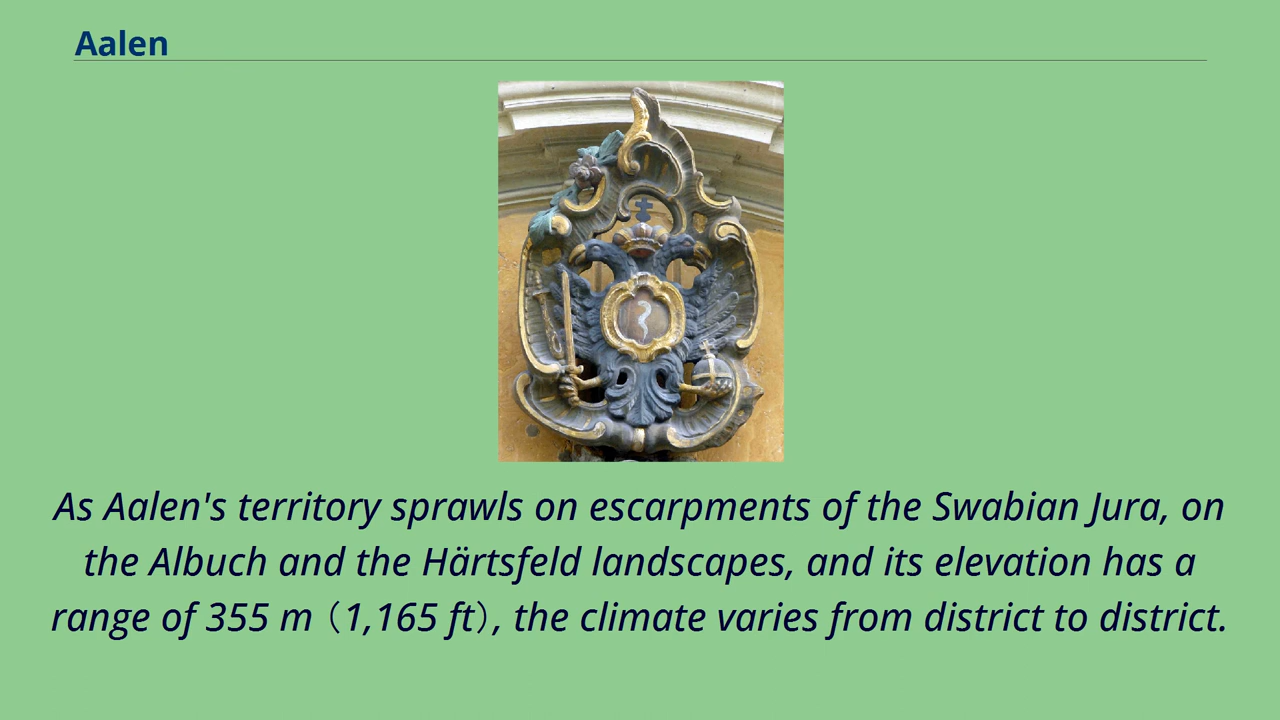 Aalen
As Aalen's territory sprawls on escarpments of the Swabian Jura, on
the Albuch and the Härtsfeld landscapes, and its elevation has a
range of 355 m（1,165 ft）, the climate varies from district to district.